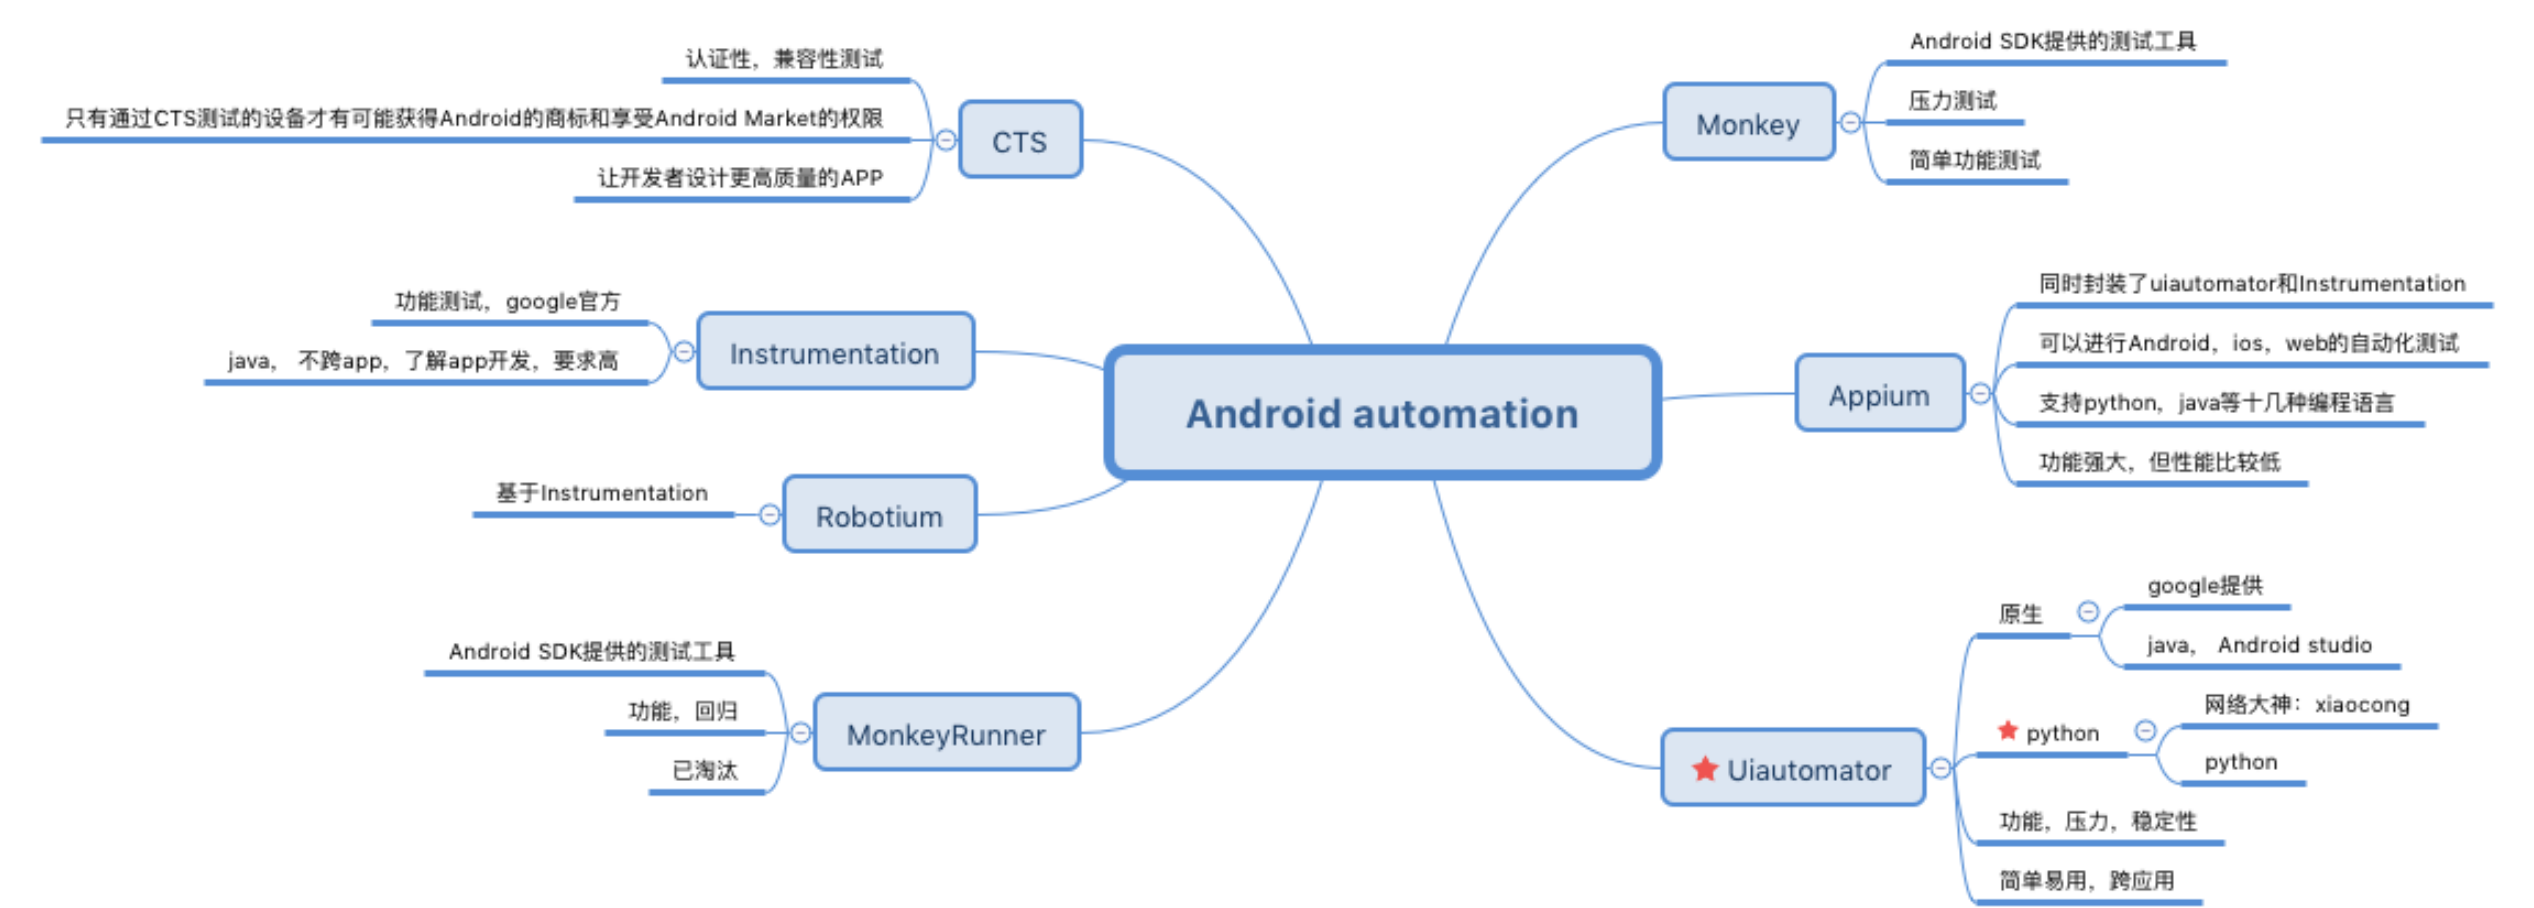 Android automation
Monkey
Android SDK提供的测试工具
压力测试
简单功能测试
Appium
同时封装了uiautomator和Instrumentation
可以进行Android，ios，web的自动化测试
支持python，java等十几种编程语言
功能强大，但性能比较低
Uiautomator
原生
google提供
java， Android studio
python
网络大神：xiaocong
python
功能，压力，稳定性
简单易用，跨应用
CTS
认证性，兼容性测试
只有通过CTS测试的设备才有可能获得Android的商标和享受Android Market的权限
让开发者设计更高质量的APP
Instrumentation
功能测试，google官方
java， 不跨app，了解app开发，要求高
Robotium
基于Instrumentation
MonkeyRunner
Android SDK提供的测试工具
功能，回归
已淘汰